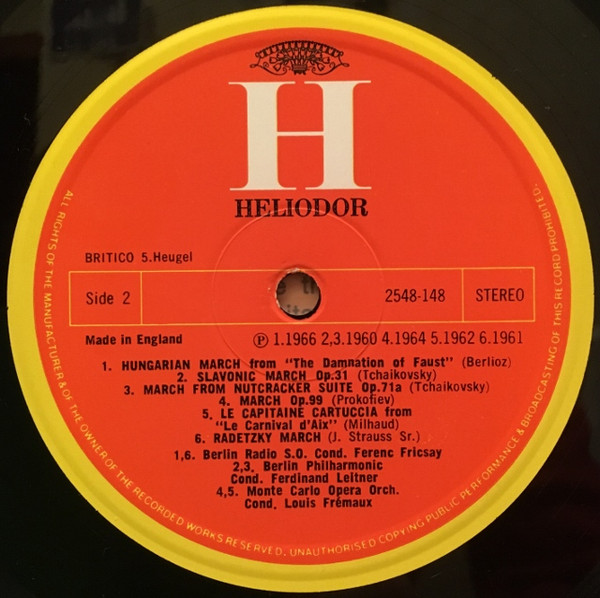 H
HELIODOR
BRITICO 5.Heugel
Side 2
2548-148
STEREO
Made in England
Ⓟ 1.1966 2,3.1960 4.1964 5.1962 6.1961
1. HUNGARIAN MARCH from "The Damnation of Faust" (Berlioz)
2. SLAVONIC MARCH Op.31 (Tchaikovsky)
3. MARCH FROM NUTCRACKER SUITE Op.71a (Tchaikovsky)
4. MARCH Op.99 (Prokofiev)
5. LE CAPITAINE CARTUCCIA from
"Le Carnival d'Aix" (Milhaud)
6. RADETZKY MARCH (J. Strauss Sr.)
1,6. Berlin Radio S.O. Cond. Ferenc Fricsay
2,3. Berlin Philharmonic
Cond. Ferdinand Leitner
4,5. Monte Carlo Opera Orch.
Cond. Louis Frémaux
ALL RIGHTS OF THE MANUFACTURER & OF THE OWNER OF THE RECORDED WORKS RESERVED. UNAUTHORISED COPYING PUBLIC PERFORMANCE & BROADCASTING OF THIS RECORD PROHIBITED.